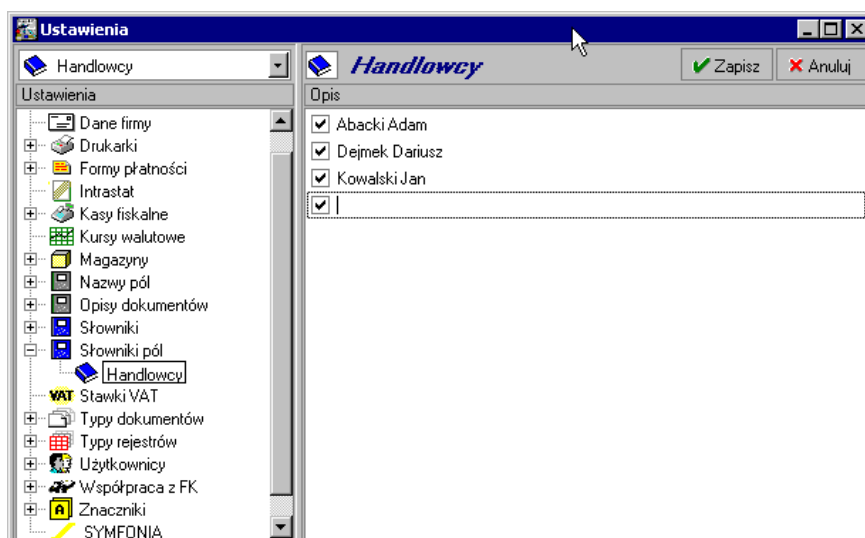 Ustawienia
Handlowcy
Handlowcy
Zapisz
Anuluj
Ustawienia
Opis
Dane firmy
Drukarki
Formy płatności
Intrastat
Kasy fiskalne
Kursy walutowe
Magazyny
Nazwy pól
Opisy dokumentów
Słowniki
Słowniki pól
Handlowcy
VAT Stawki VAT
Typy dokumentów
Typy rejestrów
Użytkownicy
Współpraca z FK
A Znaczniki
SYMFONIA
Abacki Adam
Dejmek Dariusz
Kowalski Jan